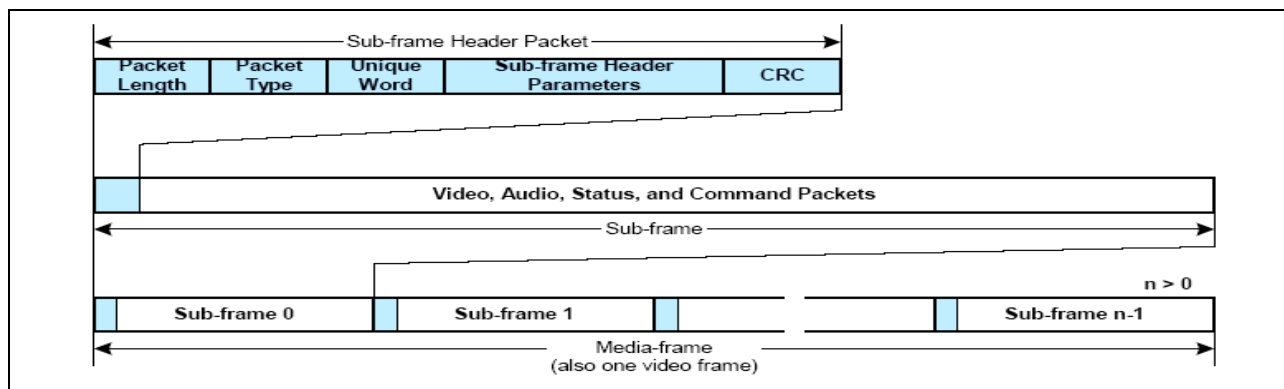 Sub-frame Header Packet
Packet Length
Packet Type
Unique Word
Sub-frame Header Parameters
CRC
Video, Audio, Status, and Command Packets
Sub-frame
n > 0
Sub-frame 0
Sub-frame 1
Sub-frame n-1
Media-frame
(also one video frame)